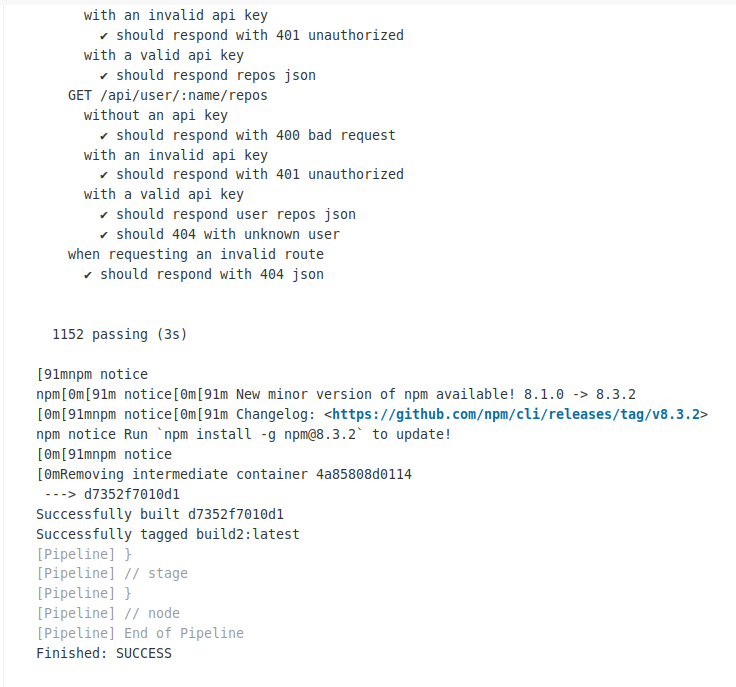 with an invalid api key
✔ should respond with 401 unauthorized
with a valid api key
✔ should respond repos json
GET /api/user/:name/repos
without an api key
✔ should respond with 400 bad request
with an invalid api key
✔ should respond with 401 unauthorized
with a valid api key
✔ should respond user repos json
✔ should 404 with unknown user
when requesting an invalid route
✔ should respond with 404 json
1152 passing (3s)
[91mnpm notice
npm[0m[91m notice[0m[91m New minor version of npm available! 8.1.0 -> 8.3.2
[0m[91mnpm notice[0m[91m Changelog: <https://github.com/npm/cli/releases/tag/v8.3.2>
npm notice Run `npm install -g npm@8.3.2` to update!
[0m[91mnpm notice
[0mRemoving intermediate container 4a85808d0114
---> d7352f7010d1
Successfully built d7352f7010d1
Successfully tagged build2:latest
[Pipeline] }
[Pipeline] // stage
[Pipeline] }
[Pipeline] // node
[Pipeline] End of Pipeline
Finished: SUCCESS